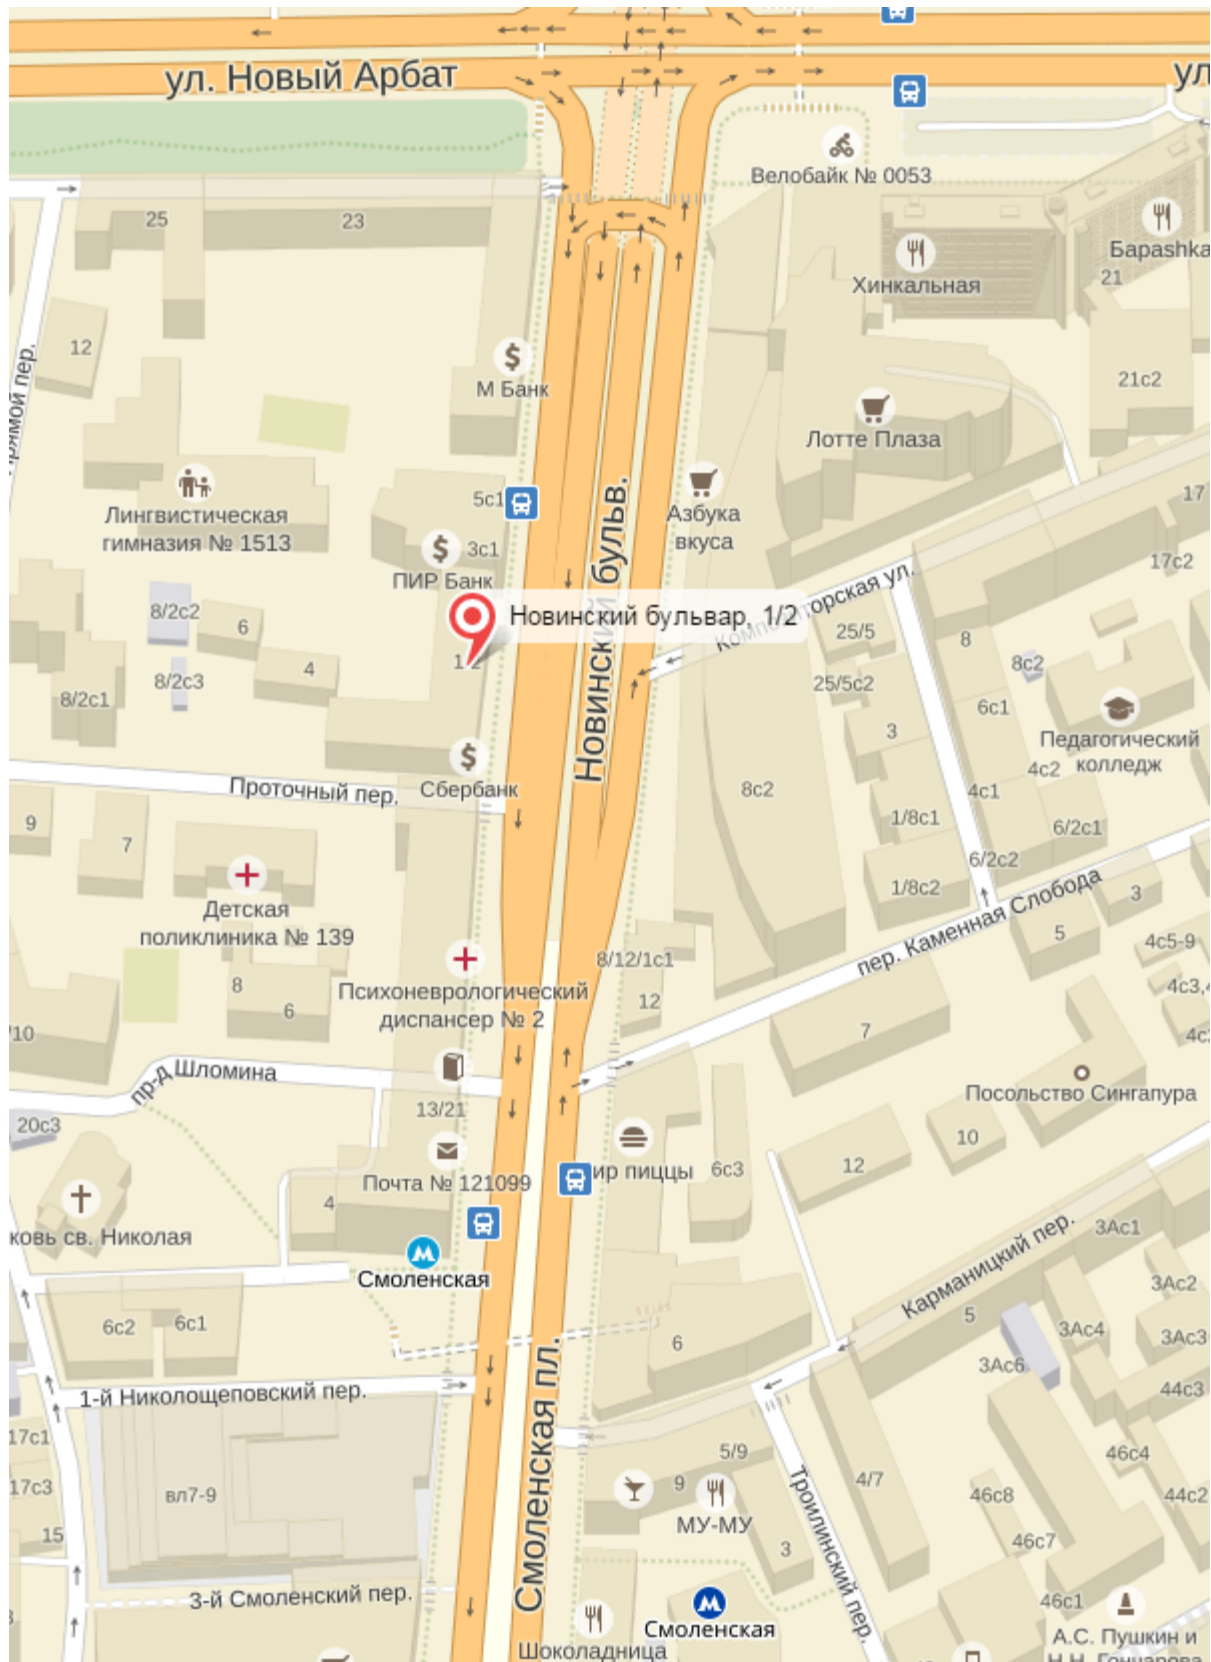 ул. Новый Арбат
ул
Велобайк № 0053
25
23
Барashka
Хинкальная
21
12
М Банк
21с2
Лотте Плаза
5с1
17
Лингвистическая
гимназия № 1513
Азбука
вкуса
3с1
ПИР Банк
17с2
Новинский бульв.
8/2с2
6
Новинский бульвар, 1/2
25/5
8
4
8с2
8/2с3
25/5с2
8/2с1
6с1
3
Педагогический
колледж
4с2
Проточный пер.
Сбербанк
8с2
4с1
9
7
1/8с1
6/2с1
6/2с2
1/8с2
3
Детская
поликлиника № 139
пер. Каменная Слобода
5
4с5-9
8/12/1с1
8
6
Психоневрологический
диспансер № 2
12
4с3,4
/10
7
пр-д Шломина
Посольство Сингапура
13/21
20с3
10
12
Почта № 121099
ир пиццы
6с3
4
ковь св. Николая
Смоленская
Карманицкий пер.
3Ас1
3Ас2
6с2
6с1
5
3Ас4
3Ас3
6
3Ас6
1-й Николощеповский пер.
44с3
17с1
Смоленская пл.
5/9
46с4
17с3
вл7-9
9
4/7
46с8
44с2
МУ-МУ
15
46с7
3
Троилинский пер.
3-й Смоленский пер.
46с1
Смоленская
Шоколадница
А.С. Пушкин и
Н.Н. Гончарова